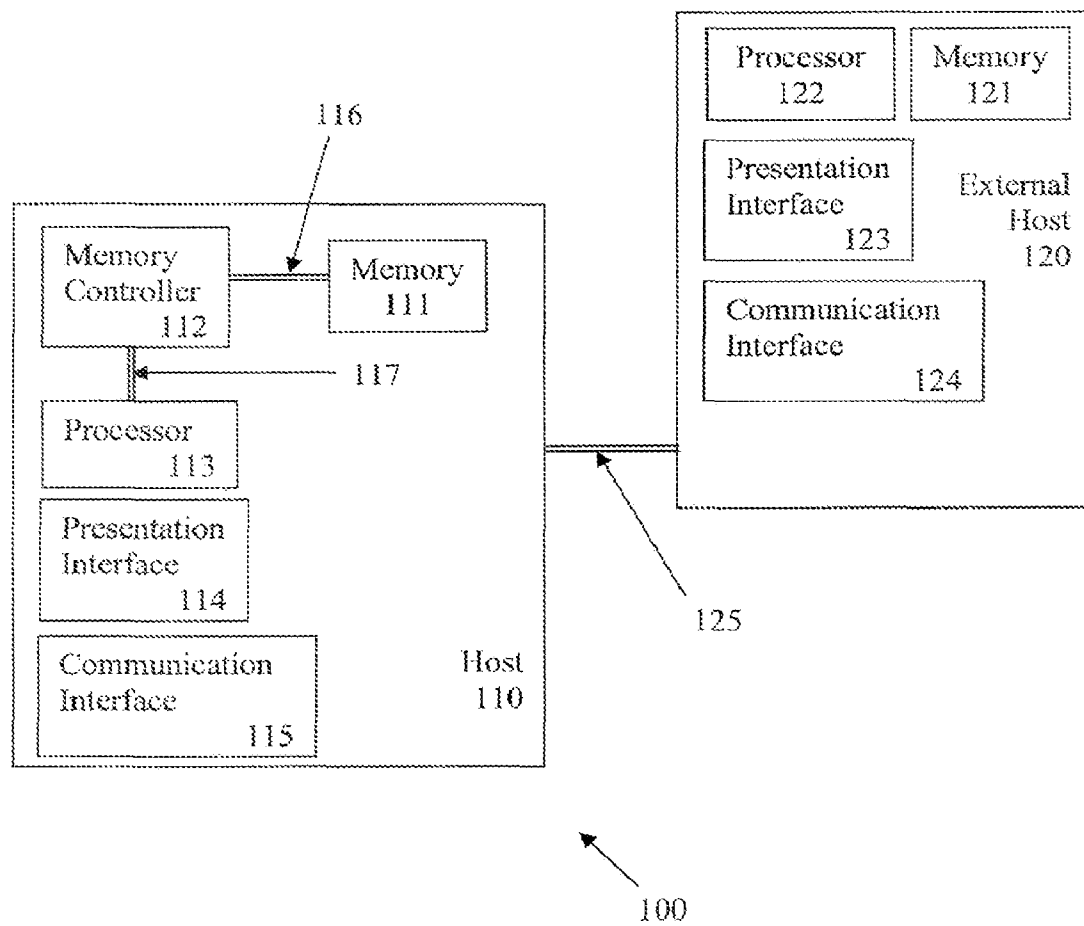 Processor
122
Memory
121
116
Presentation
Interface
123
External
Host
120
Memory
Controller
112
Memory
111
Communication
Interface
124
117
Processor
113
Presentation
Interface
114
125
Communication
Interface
115
Host
110
100